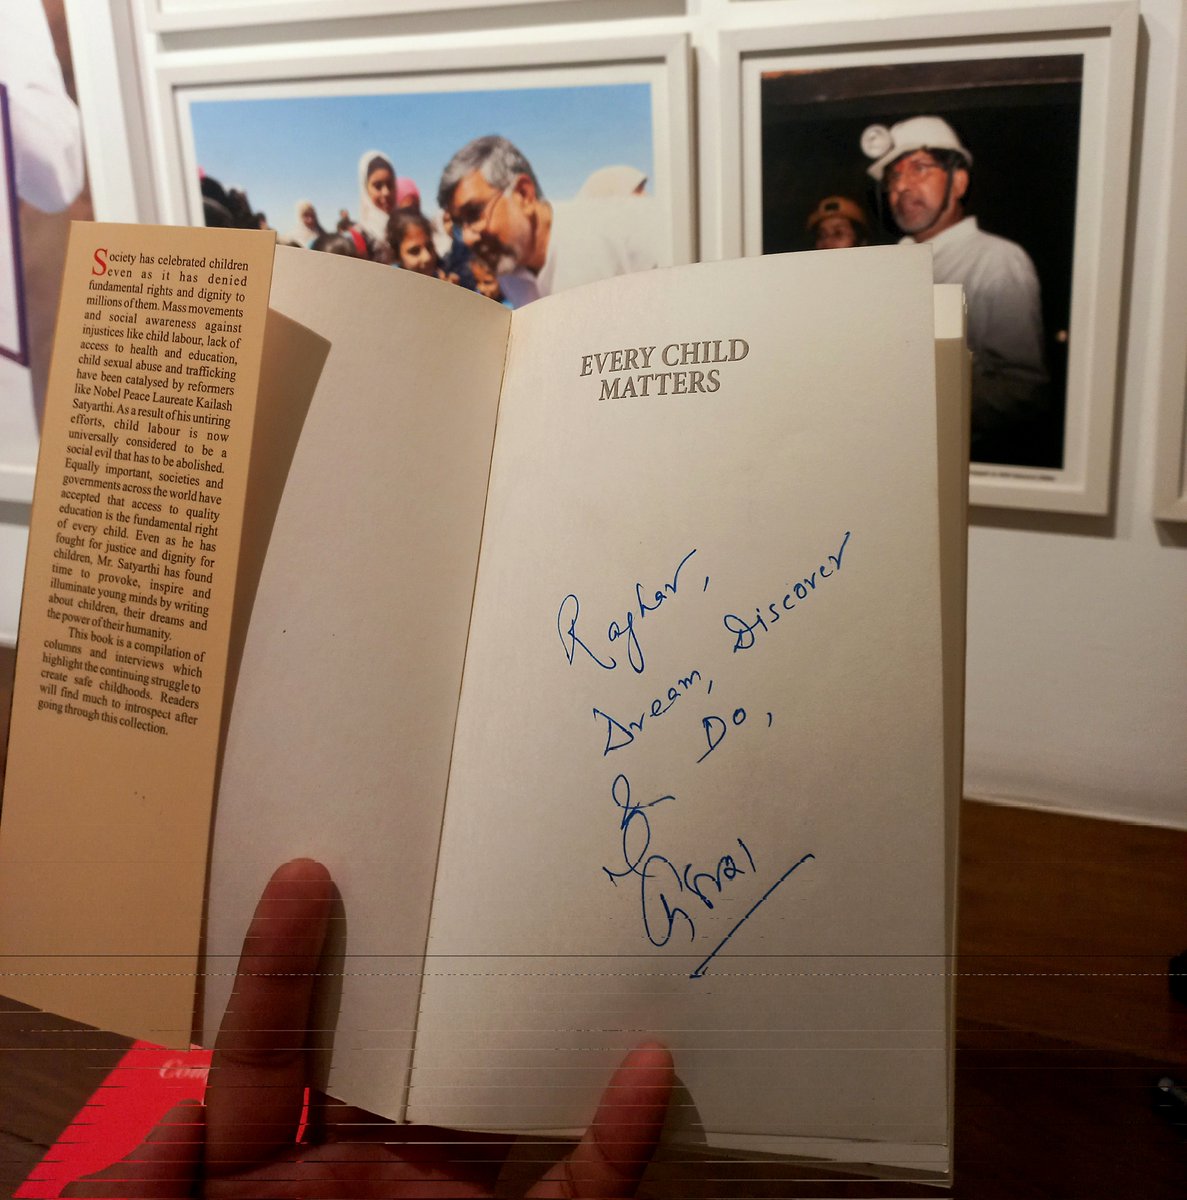 Society has celebrated children
even as it has denied
fundamental rights and dignity to
millions of them. Mass movements
and social awareness against
injustices like child labour, lack of
access to health and education,
child sexual abuse and trafficking
have been catalysed by reformers
like Nobel Peace Laureate Kailash
Satyarthi. As a result of his untiring
efforts, child labour is now
universally considered to be a
social evil that has to be abolished.
Equally important, societies and
governments across the world have
accepted that access to quality
education is the fundamental right
of every child. Even as he has
fought for justice and dignity for
children, Mr. Satyarthi has found
time to provoke, inspire and
illuminate young minds by writing
about children, their dreams and
the power of their humanity.
This book is a compilation of
columns and interviews which
highlight the continuing struggle to
create safe childhoods. Readers
will find much to introspect after
going through this collection.
EVERY CHILD
MATTERS
Raghav,
Dream, Discover
& Do,